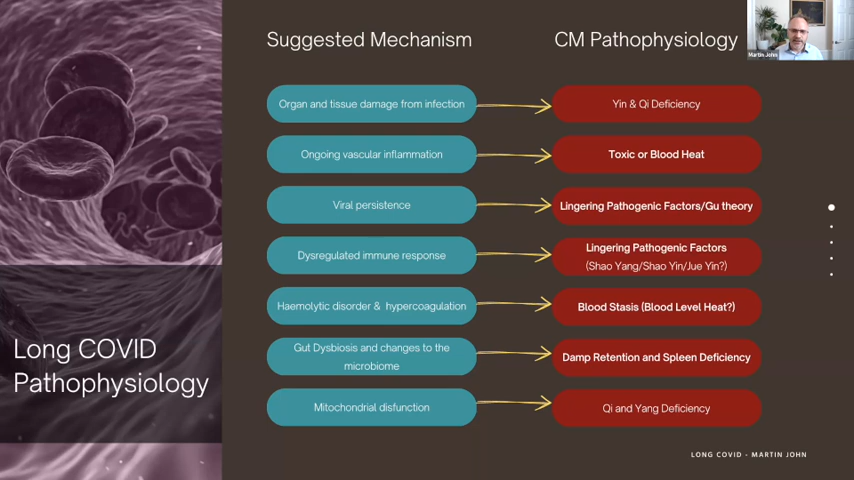 Suggested Mechanism
CM Pathophysiology
Martin John
Organ and tissue damage from infection
Yin & Qi Deficiency
Ongoing vascular inflammation
Toxic or Blood Heat
Viral persistence
Lingering Pathogenic Factors/Gu theory
Dysregulated immune response
Lingering Pathogenic Factors
(Shao Yang/Shao Yin/Jue Yin?)
Haemolytic disorder & hypercoagulation
Blood Stasis (Blood Level Heat?)
Gut Dysbiosis and changes to the
microbiome
Damp Retention and Spleen Deficiency
Mitochondrial disfunction
Qi and Yang Deficiency
Long COVID
Pathophysiology
LONG COVID - MARTIN JOHN